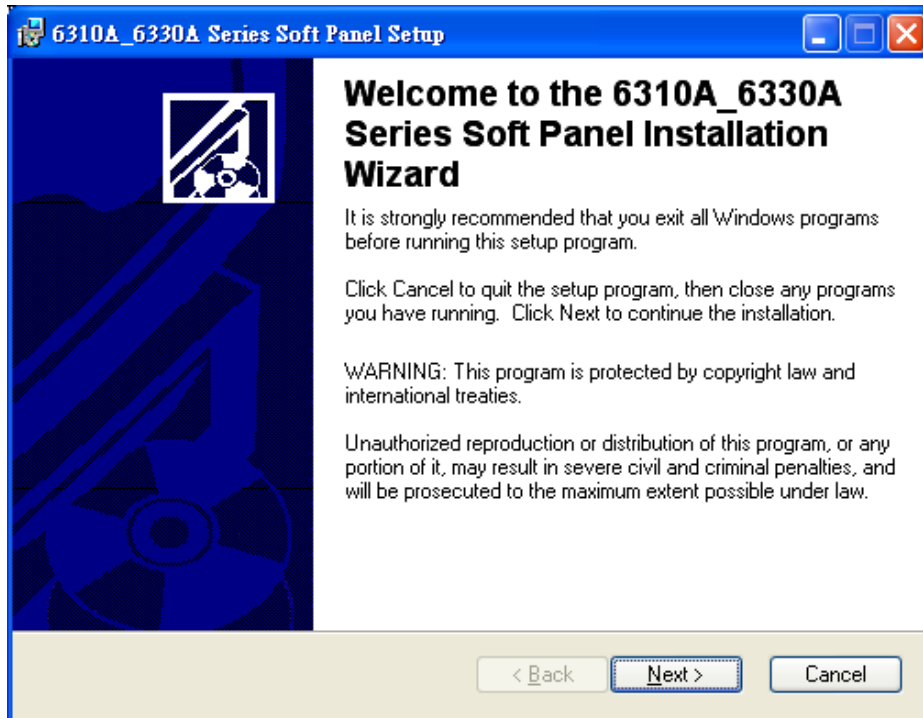 6310A_6330A Series Soft Panel Setup
Welcome to the 6310A_6330A
Series Soft Panel Installation
Wizard
It is strongly recommended that you exit all Windows programs
before running this setup program.
Click Cancel to quit the setup program, then close any programs
you have running.  Click Next to continue the installation.
WARNING: This program is protected by copyright law and
international treaties.
Unauthorized reproduction or distribution of this program, or any
portion of it, may result in severe civil and criminal penalties, and
will be prosecuted to the maximum extent possible under law.
< Back
Next >
Cancel